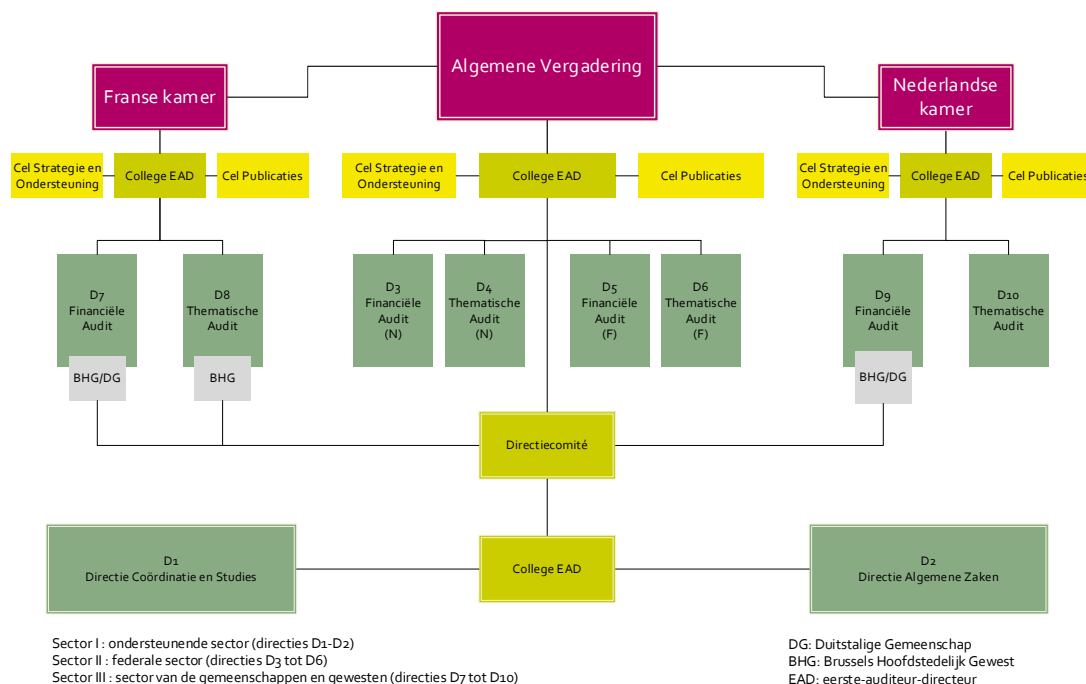 Algemene Vergadering
Franse kamer
Nederlandse
kamer
Cel Strategie en
Ondersteuning
College EAD
Cel Publicaties
Cel Strategie en
Ondersteuning
College EAD
Cel Publicaties
Cel Strategie en
Ondersteuning
College EAD
Cel Publicaties
D7
Financiële
Audit
D8
Thematische
Audit
D3
Financiële
Audit
(N)
D4
Thematische
Audit
(N)
D5
Financiële
Audit
(F)
D6
Thematische
Audit
(F)
D9
Financiële
Audit
D10
Thematische
Audit
BHG/DG
BHG
BHG/DG
Directiecomité
D1
Directie Coördinatie en Studies
College EAD
D2
Directie Algemene Zaken
Sector I : ondersteunende sector (directies D1-D2)
Sector II : federale sector (directies D3 tot D6)
Sector III : sector van de gemeenschappen en gewesten (directies D7 tot D10)
DG: Duitstalige Gemeenschap
BHG: Brussels Hoofdstedelijk Gewest
EAD: eerste-auditeur-directeur